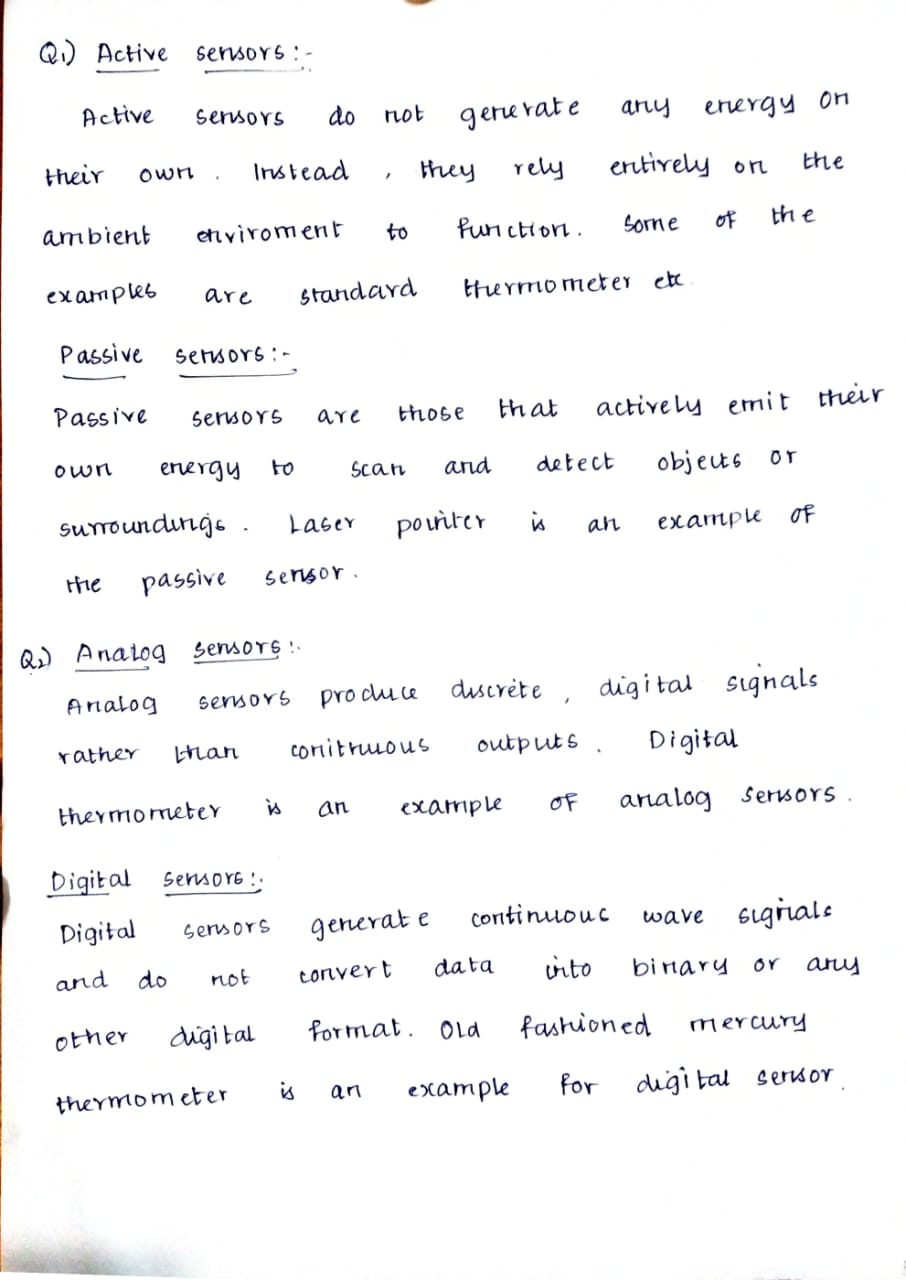 Q1) Active sensors :-
Active sensors do not generate any energy on
their own . Instead , they rely entirely on the
ambient enviroment to function . Some of the
examples are standard thermometer etc
Passive sensors :-
Passive sensors are those that actively emit their
own energy to scan and detect objects or
surroundings . Laser pointer is an example of
the passive sensor .
Q2) Analog sensors :-
Analog sensors produce discrete , digital signals
rather than conitnuous outputs . Digital
thermometer is an example of analog sensors .
Digital sensors :-
Digital sensors generate continuous wave signals
and do not convert data into binary or any
other digital format . Old fashioned mercury
thermometer is an example for digital sensor .